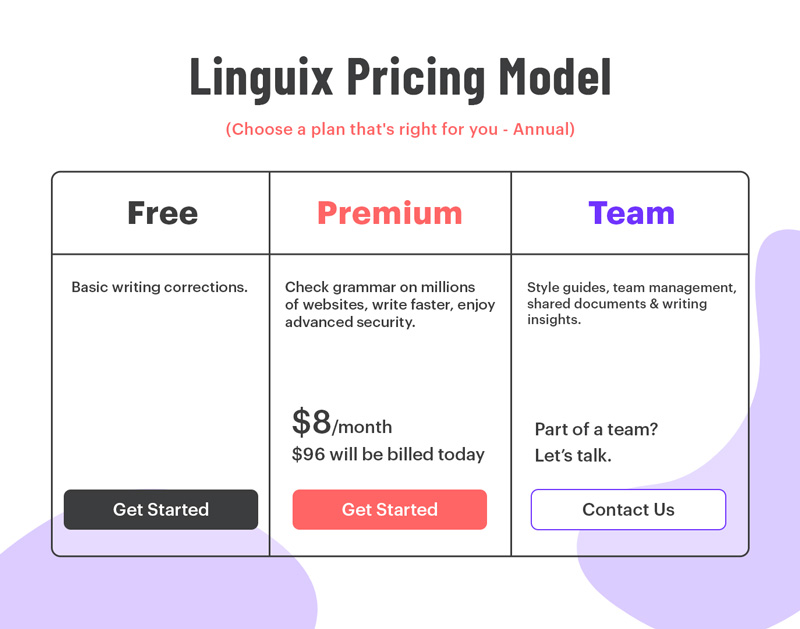 Linguix Pricing Model
(Choose a plan that's right for you - Annual)
Free
Premium
Team
Basic writing corrections.
Check grammar on millions
of websites, write faster, enjoy
advanced security.
Style guides, team management,
shared documents & writing
insights.
$8/month
$96 will be billed today
Part of a team?
Let’s talk.
Get Started
Get Started
Contact Us